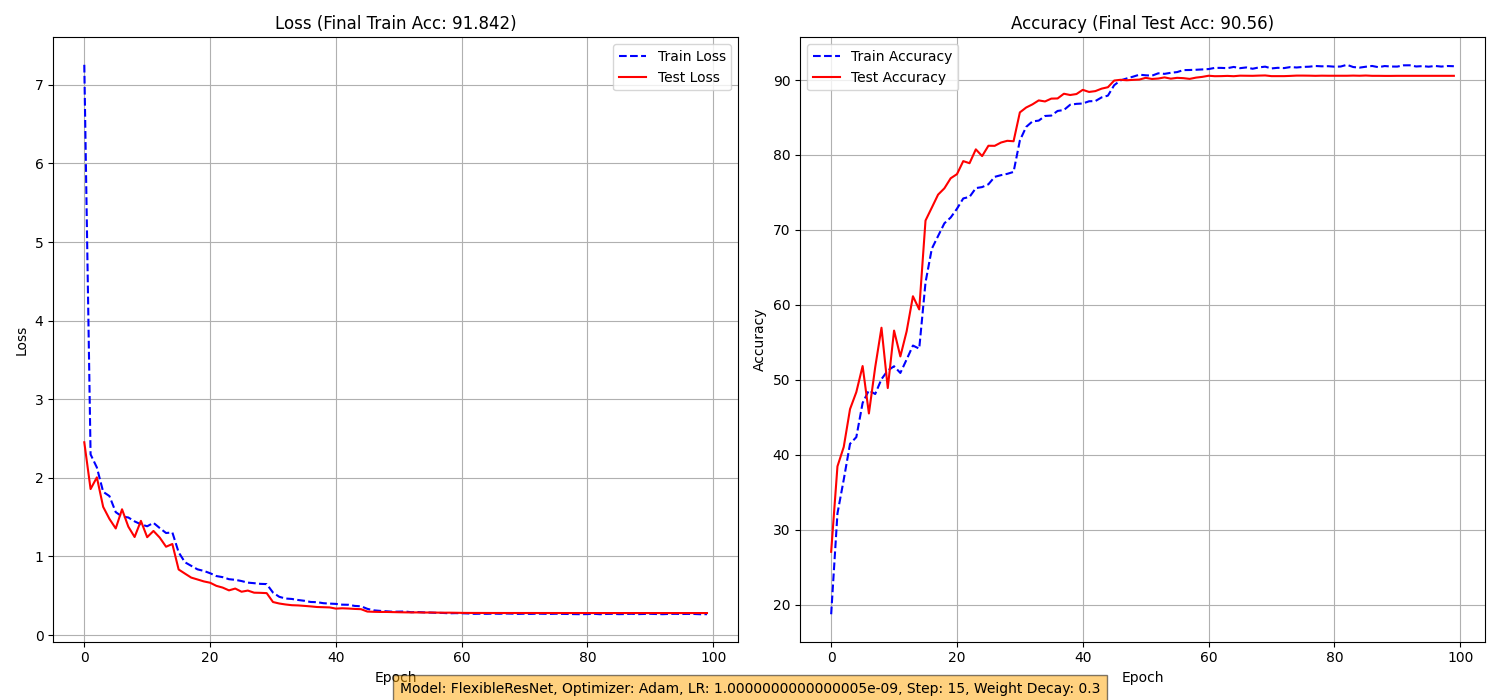 Loss (Final Train Acc: 91.842)
Train Loss
Test Loss
7
6
5
4
3
2
1
0
Loss
0 20 40 60 80 100
Epoch
Accuracy (Final Test Acc: 90.56)
Train Accuracy
Test Accuracy
90
80
70
60
50
40
30
20
Accuracy
0 20 40 60 80 100
Epoch
Model: FlexibleResNet, Optimizer: Adam, LR: 1.0000000000000005e-09, Step: 15, Weight Decay: 0.3